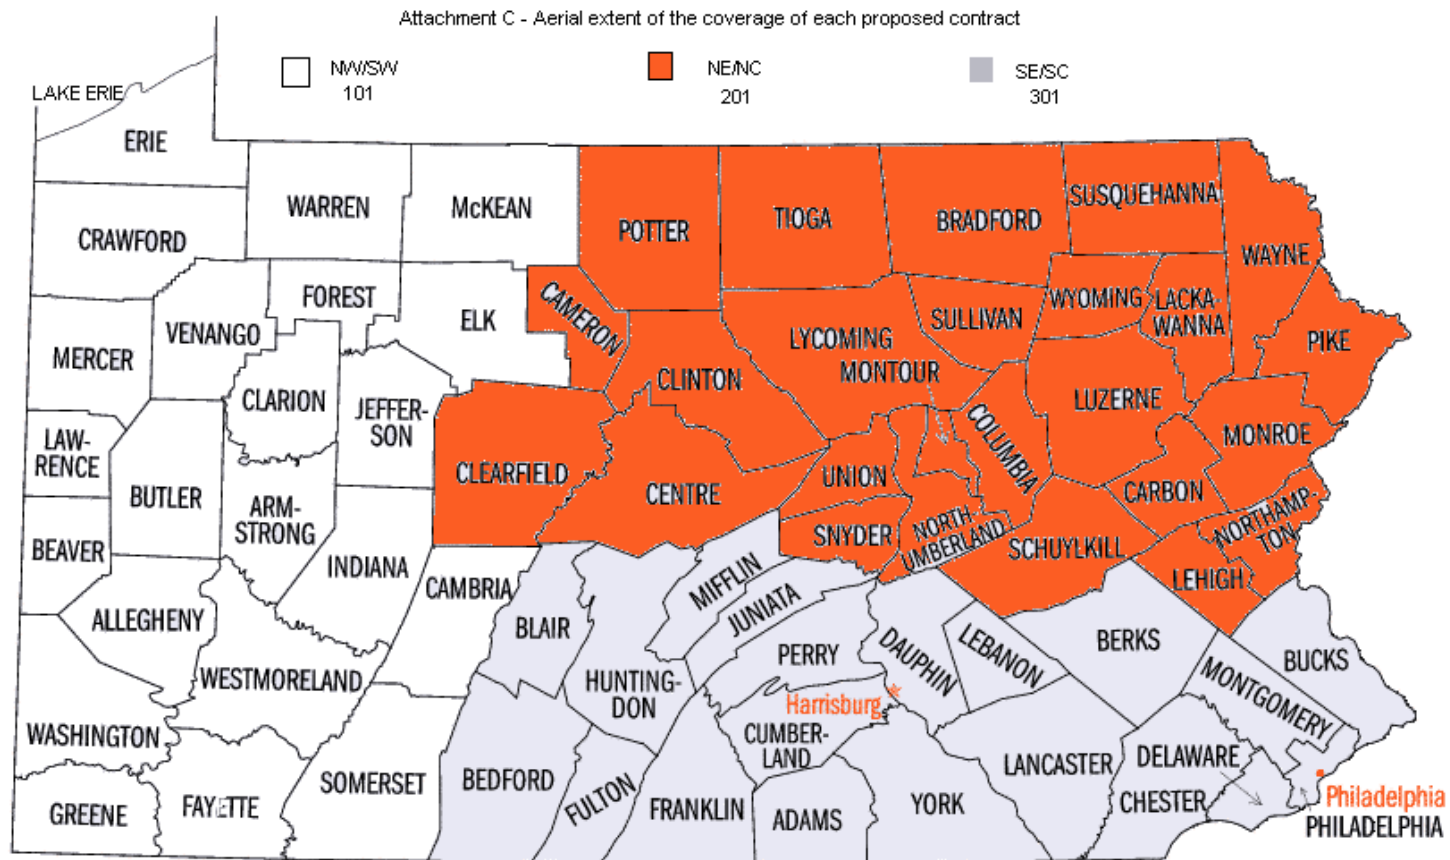 Attachment C - Aerial extent of the coverage of each proposed contract
NW/SW
101
NE/NC
201
SE/SC
301
LAKE ERIE
ERIE
WARREN
McKEAN
POTTER
TIOGA
BRADFORD
SUSQUEHANNA
WAYNE
CRAWFORD
FOREST
ELK
CAMERON
VENANGO
MERCER
CLARION
JEFFER-
SON
CLINTON
LYCOMING
MONTOUR
SULLIVAN
WYOMING
LACKA-
WANNA
PIKE
LUZERNE
MONROE
COLUMBIA
LAW-
RENCE
BUTLER
ARM-
STRONG
CLEARFIELD
CENTRE
UNION
SNYDER
NORTH-
UMBERLAND
SCHUYLKILL
CARBON
NORTHAMP-
TON
LEHIGH
BEAVER
INDIANA
CAMBRIA
ALLEGHENY
WESTMORELAND
BLAIR
HUNTING-
DON
MIFFLIN
JUNIATA
PERRY
DAUPHIN
LEBANON
BERKS
MONTGOMERY
BUCKS
Harrisburg
CUMBER-
LAND
WASHINGTON
GREENE
FAYETTE
SOMERSET
BEDFORD
FULTON
FRANKLIN
ADAMS
YORK
LANCASTER
DELAWARE
CHESTER
Philadelphia
PHILADELPHIA